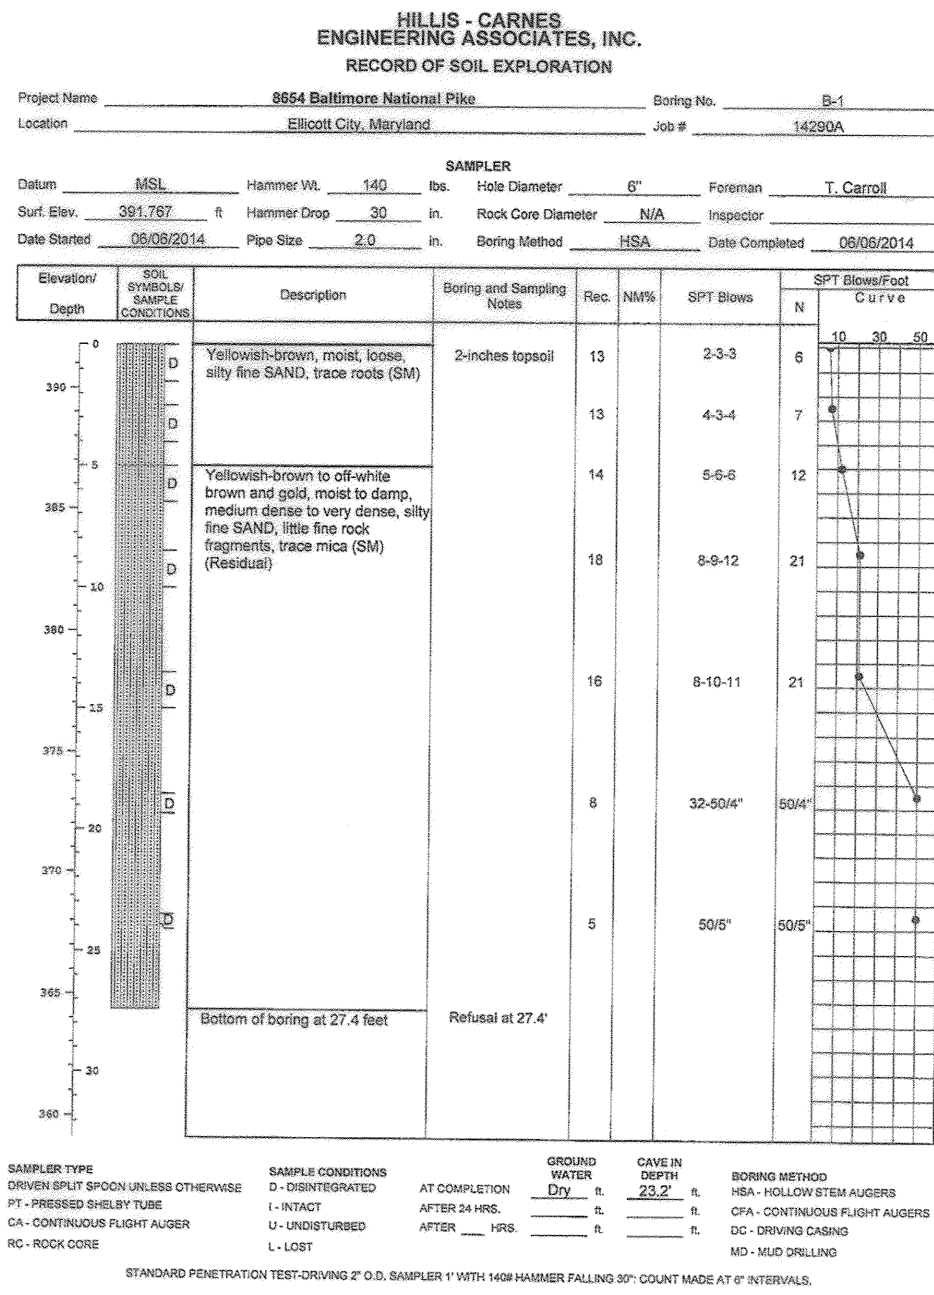 HILLIS - CARNES
ENGINEERING ASSOCIATES, INC.
RECORD OF SOIL EXPLORATION
Project Name 8654 Baltimore National Pike Boring No. B-1
Location Ellicott City, Maryland Job # 14290A
SAMPLER
Datum MSL Hammer Wt. 140 lbs. Hole Diameter 6" Foreman T. Carroll
Surf. Elev. 391.767 ft Hammer Drop 30 in. Rock Core Diameter N/A Inspector
Date Started 06/06/2014 Pipe Size 2.0 in. Boring Method HSA Date Completed 06/06/2014
Elevation/ Depth
SOIL SYMBOLS/ SAMPLE CONDITIONS
Description
Boring and Sampling Notes
Rec. NM% SPT Blows
SPT Blows/Foot
N Curve
10 30 50
0
Yellowish-brown, moist, loose, 2-inches topsoil 13 2-3-3 6
silty fine SAND, trace roots (SM)
D
390
D 13 4-3-4 7
5
Yellowish-brown to off-white 14 5-6-6 12
D
brown and gold, moist to damp,
medium dense to very dense, silty
385
fine SAND, little fine rock
fragments, trace mica (SM)
(Residual) 18 8-9-12 21
D
10
380
D 16 8-10-11 21
15
375
D 8 32-50/4" 50/4"
20
370
D 5 50/5" 50/5"
25
365
Bottom of boring at 27.4 feet Refusal at 27.4'
30
360
SAMPLER TYPE
DRIVEN SPLIT SPOON UNLESS OTHERWISE
PT - PRESSED SHELBY TUBE
CA - CONTINUOUS FLIGHT AUGER
RC - ROCK CORE
SAMPLE CONDITIONS
D - DISINTEGRATED
I - INTACT
U - UNDISTURBED
L - LOST
GROUND WATER CAVE IN DEPTH
AT COMPLETION Dry ft. 23.2' ft.
AFTER 24 HRS. ft. ft.
AFTER ___ HRS. ft. ft.
BORING METHOD
HSA - HOLLOW STEM AUGERS
CFA - CONTINUOUS FLIGHT AUGERS
DC - DRIVING CASING
MD - MUD DRILLING
STANDARD PENETRATION TEST-DRIVING 2" O.D. SAMPLER 1' WITH 140# HAMMER FALLING 30": COUNT MADE AT 6" INTERVALS.